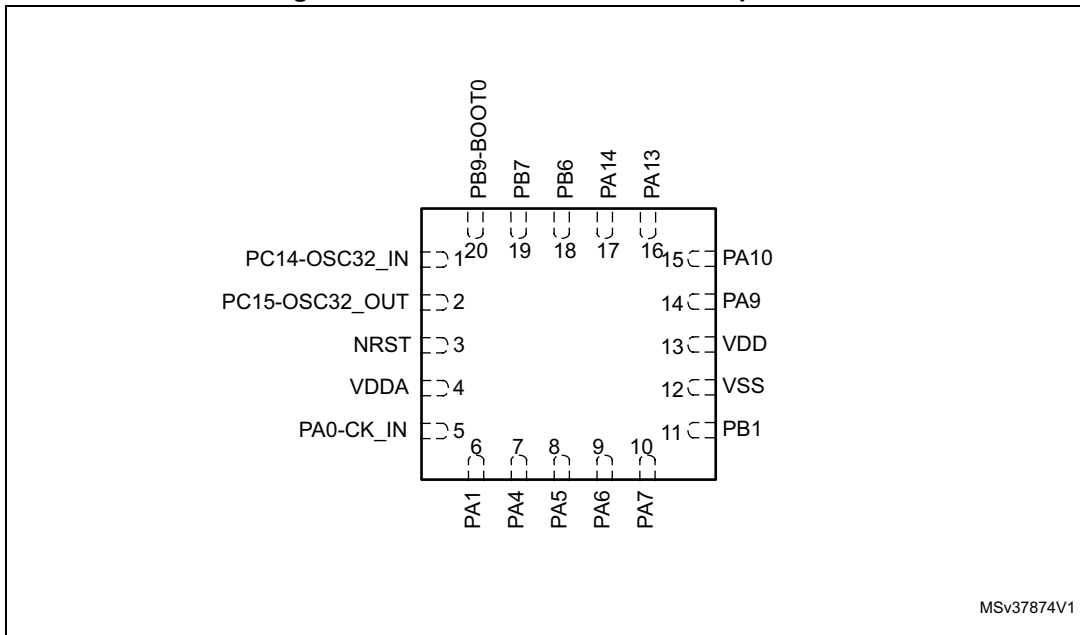 PB9-BOOT0
PB7
PB6
PA14
PA13
20
19
18
17
16
PC14-OSC32_IN
1
15
PA10
PC15-OSC32_OUT
2
14
PA9
NRST
3
13
VDD
VDDA
4
12
VSS
PA0-CK_IN
5
11
PB1
6
7
8
9
10
PA1
PA4
PA5
PA6
PA7
MSv37874V1